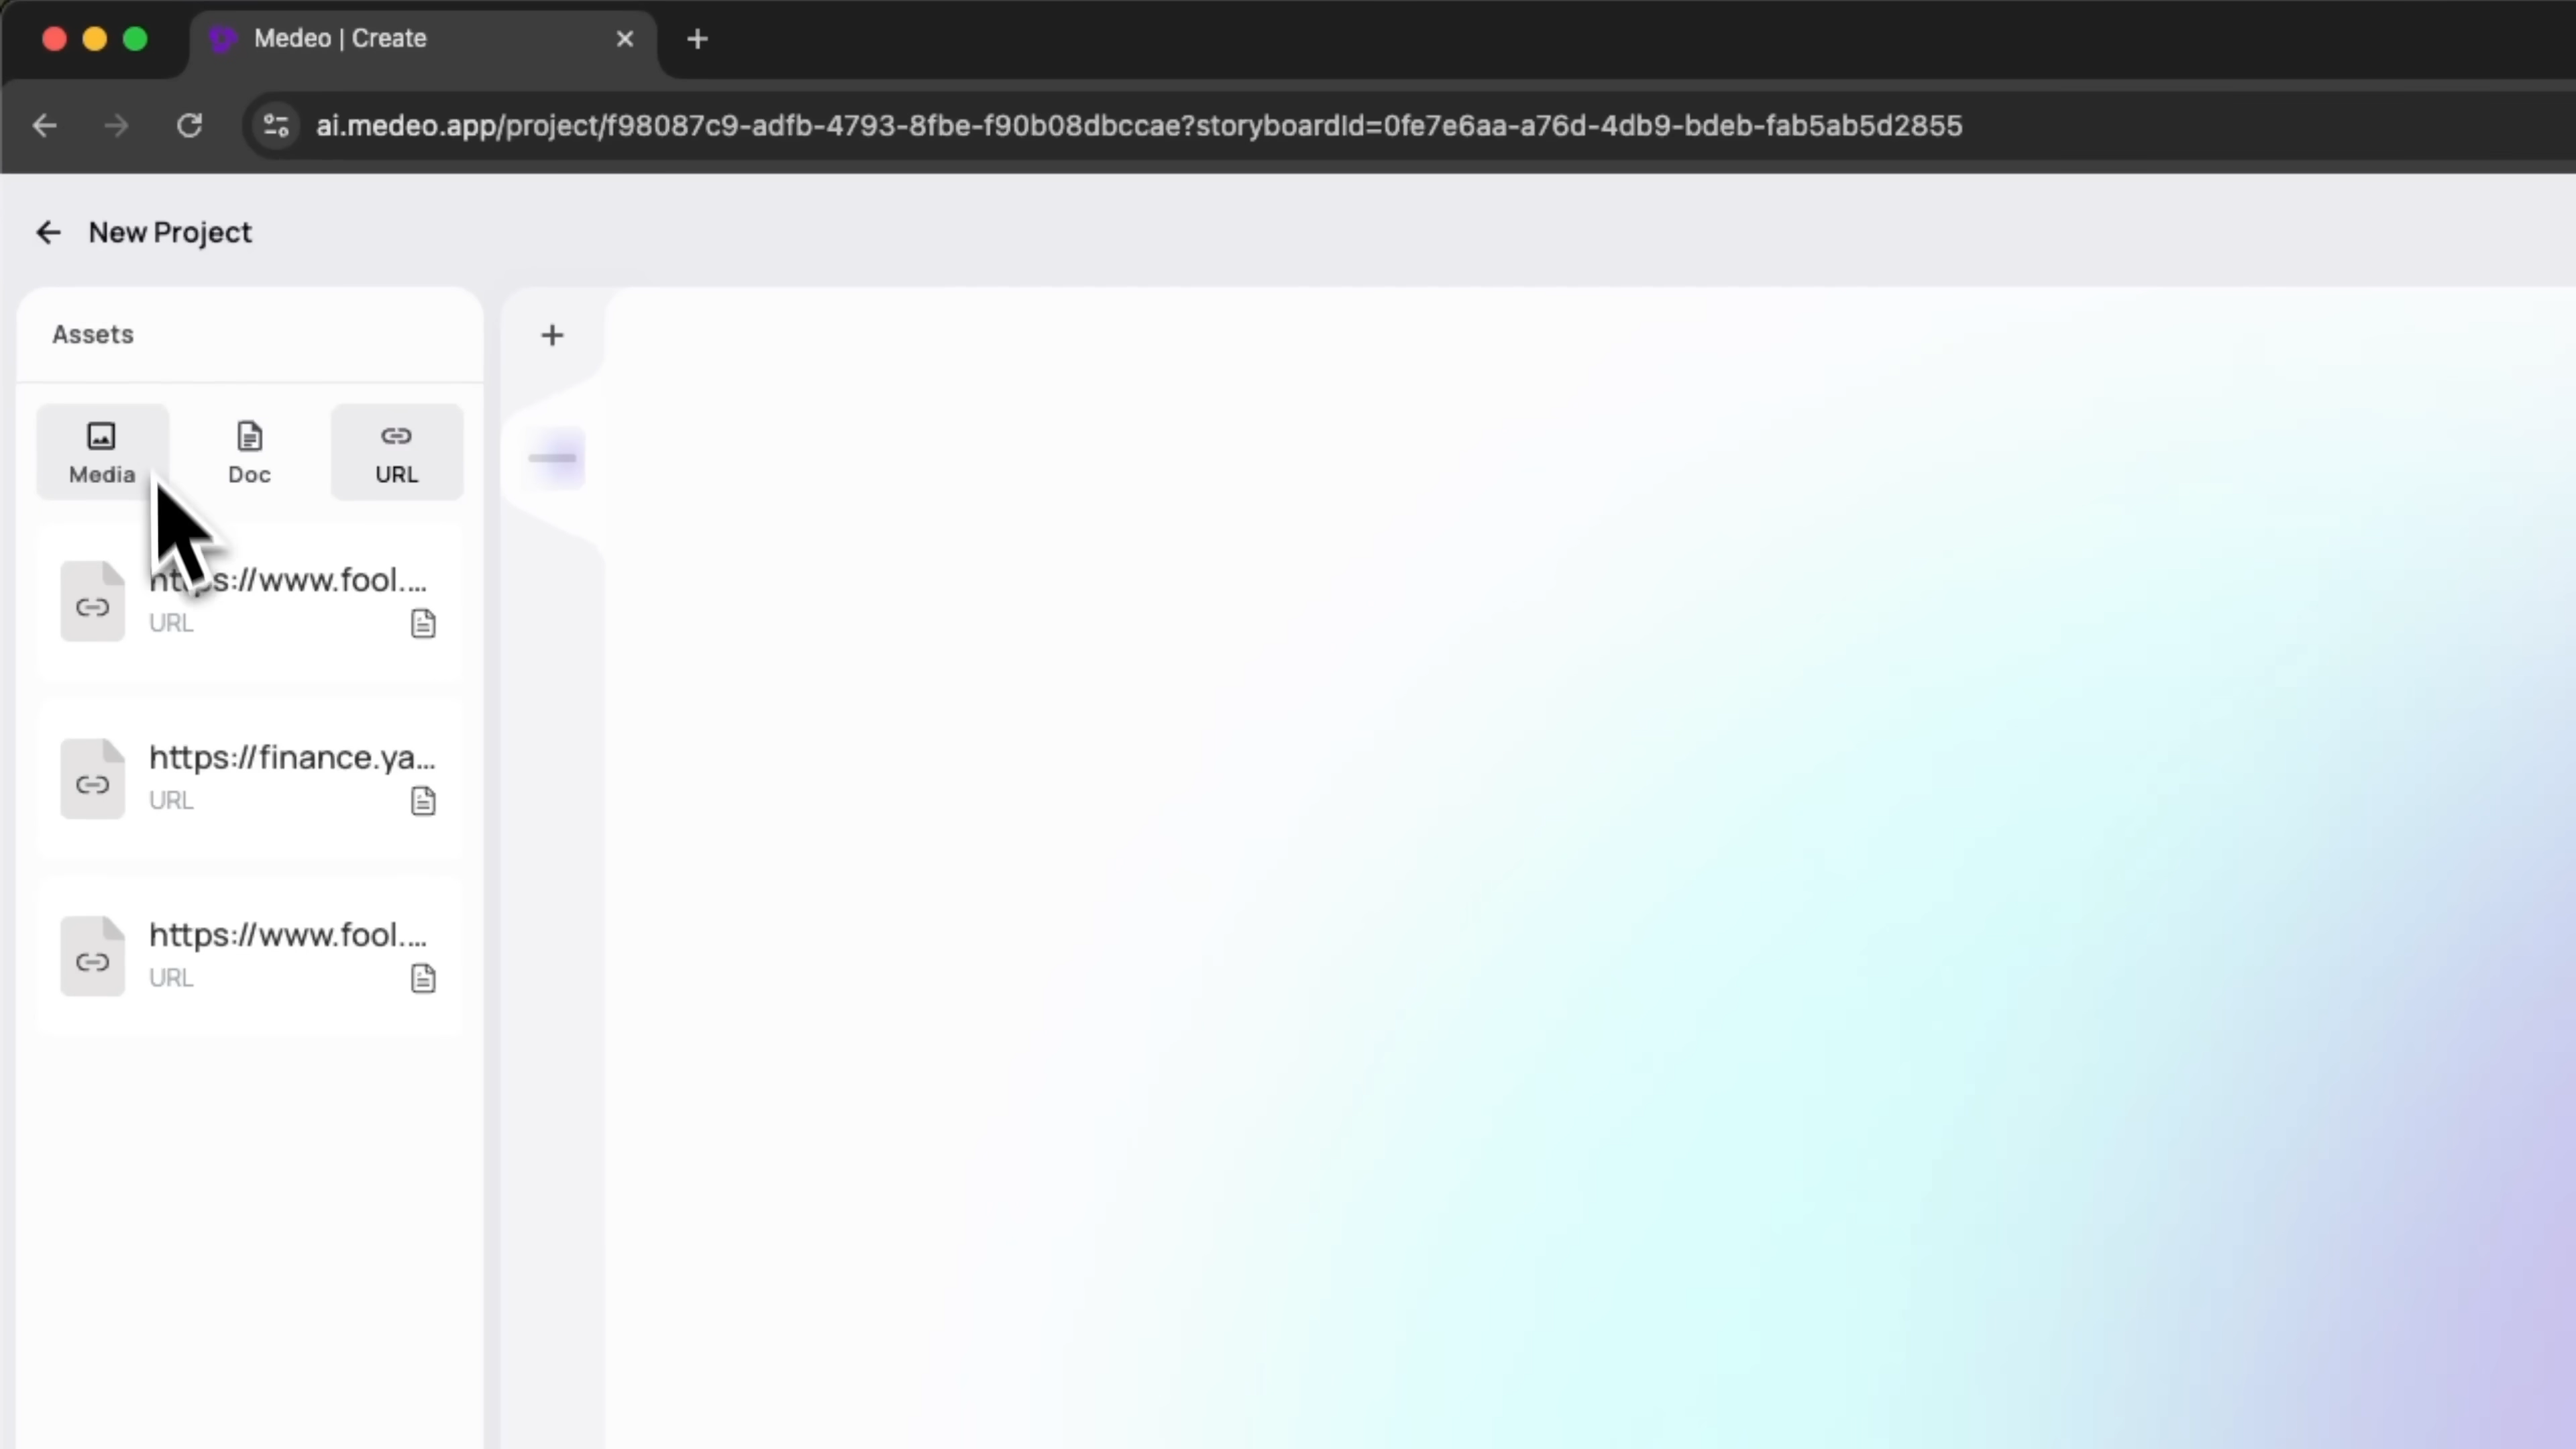 Medeo | Create
ai.medeo.app/project/f98087c9-adfb-4793-8fbe-f90b08dbccae?storyboardId=0fe7e6aa-a76d-4db9-bdeb-fab5ab5d2855
New Project
Assets
Media Doc URL
https://www.fool....
URL
https://finance.ya...
URL
https://www.fool....
URL